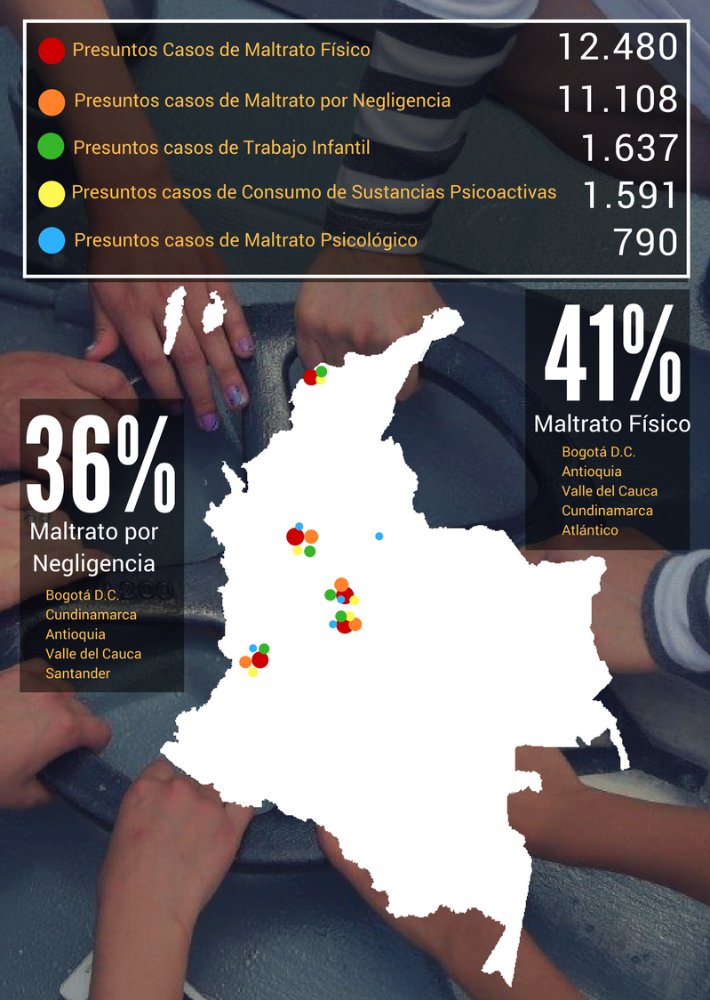 Presuntos Casos de Maltrato Físico 12.480
Presuntos casos de Maltrato por Negligencia 11.108
Presuntos casos de Trabajo Infantil 1.637
Presuntos casos de Consumo de Sustancias Psicoactivas 1.591
Presuntos casos de Maltrato Psicológico 790
41%
Maltrato Físico
Bogotá D.C.
Antioquia
Valle del Cauca
Cundinamarca
Atlántico
36%
Maltrato por
Negligencia
Bogotá D.C.
Cundinamarca
Antioquia
Valle del Cauca
Santander